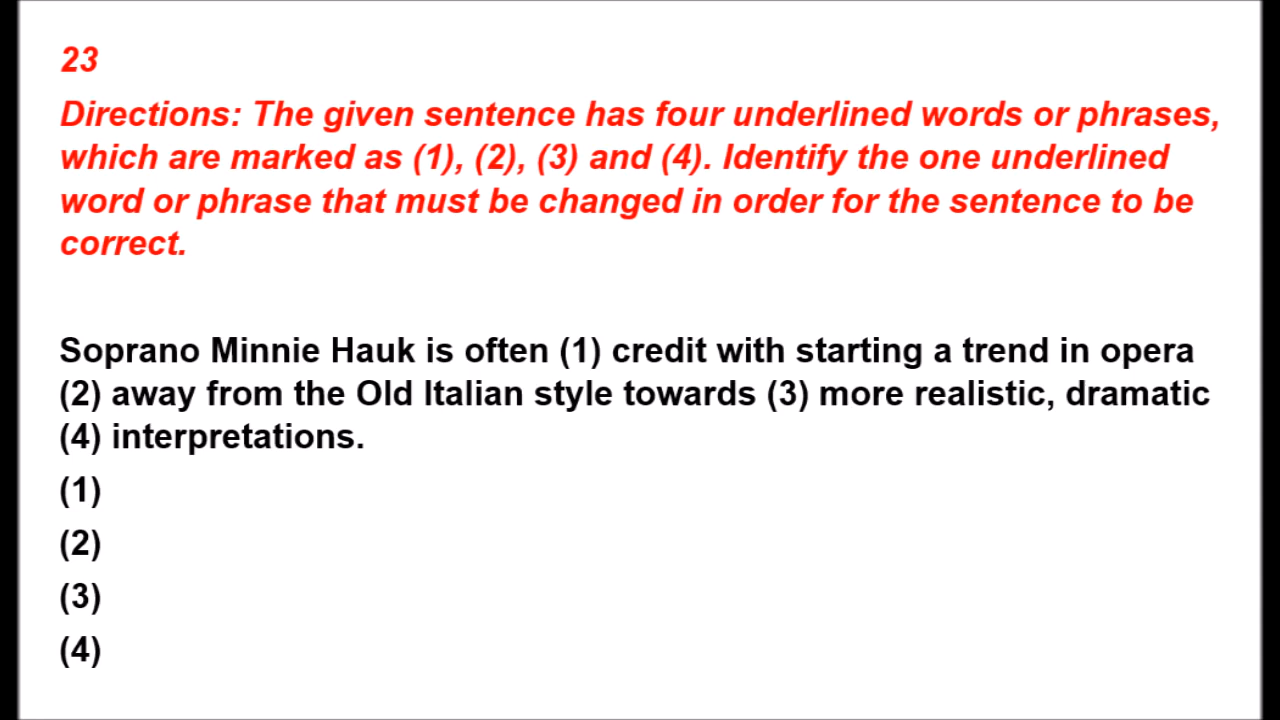 23
Directions: The given sentence has four underlined words or phrases,
which are marked as (1), (2), (3) and (4). Identify the one underlined
word or phrase that must be changed in order for the sentence to be
correct.
Soprano Minnie Hauk is often (1) credit with starting a trend in opera
(2) away from the Old Italian style towards (3) more realistic, dramatic
(4) interpretations.
(1)
(2)
(3)
(4)